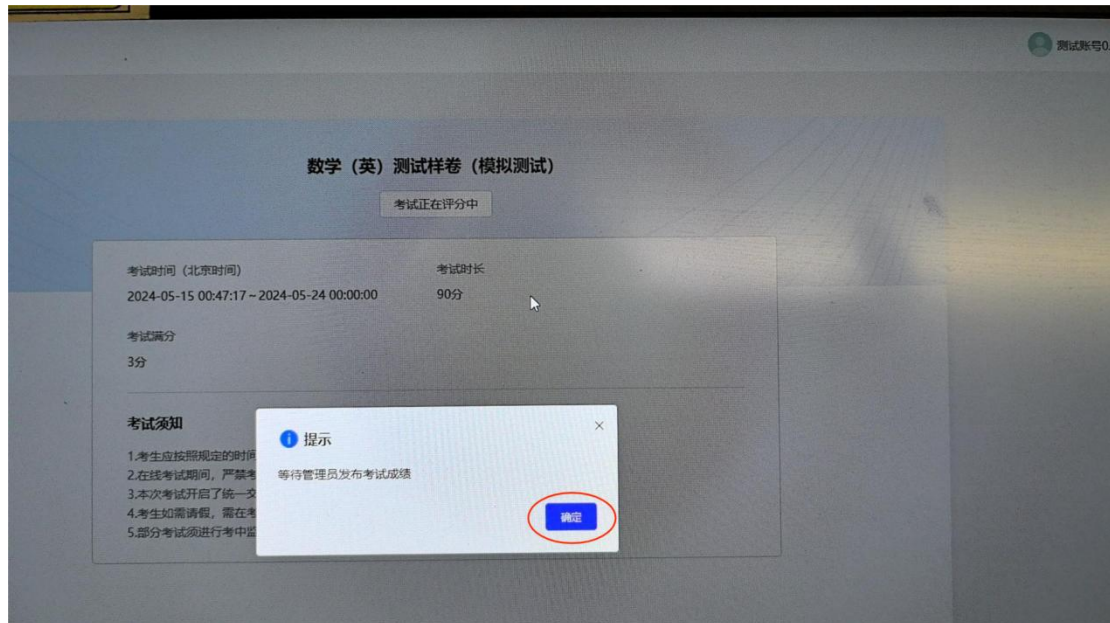 测试账号0
数学（英）测试样卷（模拟测试）
考试正在评分中
考试时间（北京时间）
考试时长
2024-05-15 00:47:17 ~ 2024-05-24 00:00:00
90分
考试满分
3分
考试须知
1.考生应按照规定的时间
2.在线考试期间，严禁考
3.本次考试开启了统一交
4.考生如需请假，需在考
5.部分考试须进行考中监
提示
等待管理员发布考试成绩
确定